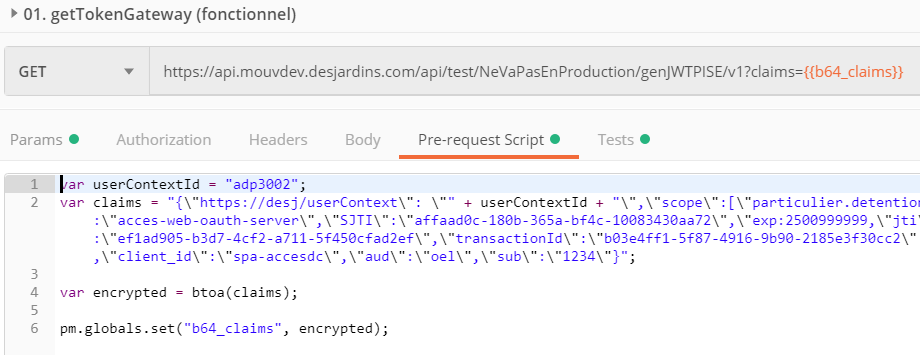 01. getTokenGateway (fonctionnel)
GET https://api.mouvdev.desjardins.com/api/test/NeVaPasEnProduction/genJWTPISE/v1?claims={{b64_claims}}
Params Authorization Headers Body Pre-request Script Tests
1 var userContextId = "adp3002";
2 var claims = "{\"https://desj/userContext\": \"" + userContextId + "\",\"scope\":[\"particulier.detention
:\"acces-web-oauth-server\",\"SJTI\":\"affaad0c-180b-365a-bf4c-10083430aa72\",\"exp:2500999999,\"jti\
:\"ef1ad905-b3d7-4cf2-a711-5f450cfad2ef\",\"transactionId\":\"b03e4ff1-5f87-4916-9b90-2185e3f30cc2\"
,\"client_id\":\"spa-accesdc\",\"aud\":\"oel\",\"sub\":\"1234\"}";
3
4 var encrypted = btoa(claims);
5
6 pm.globals.set("b64_claims", encrypted);